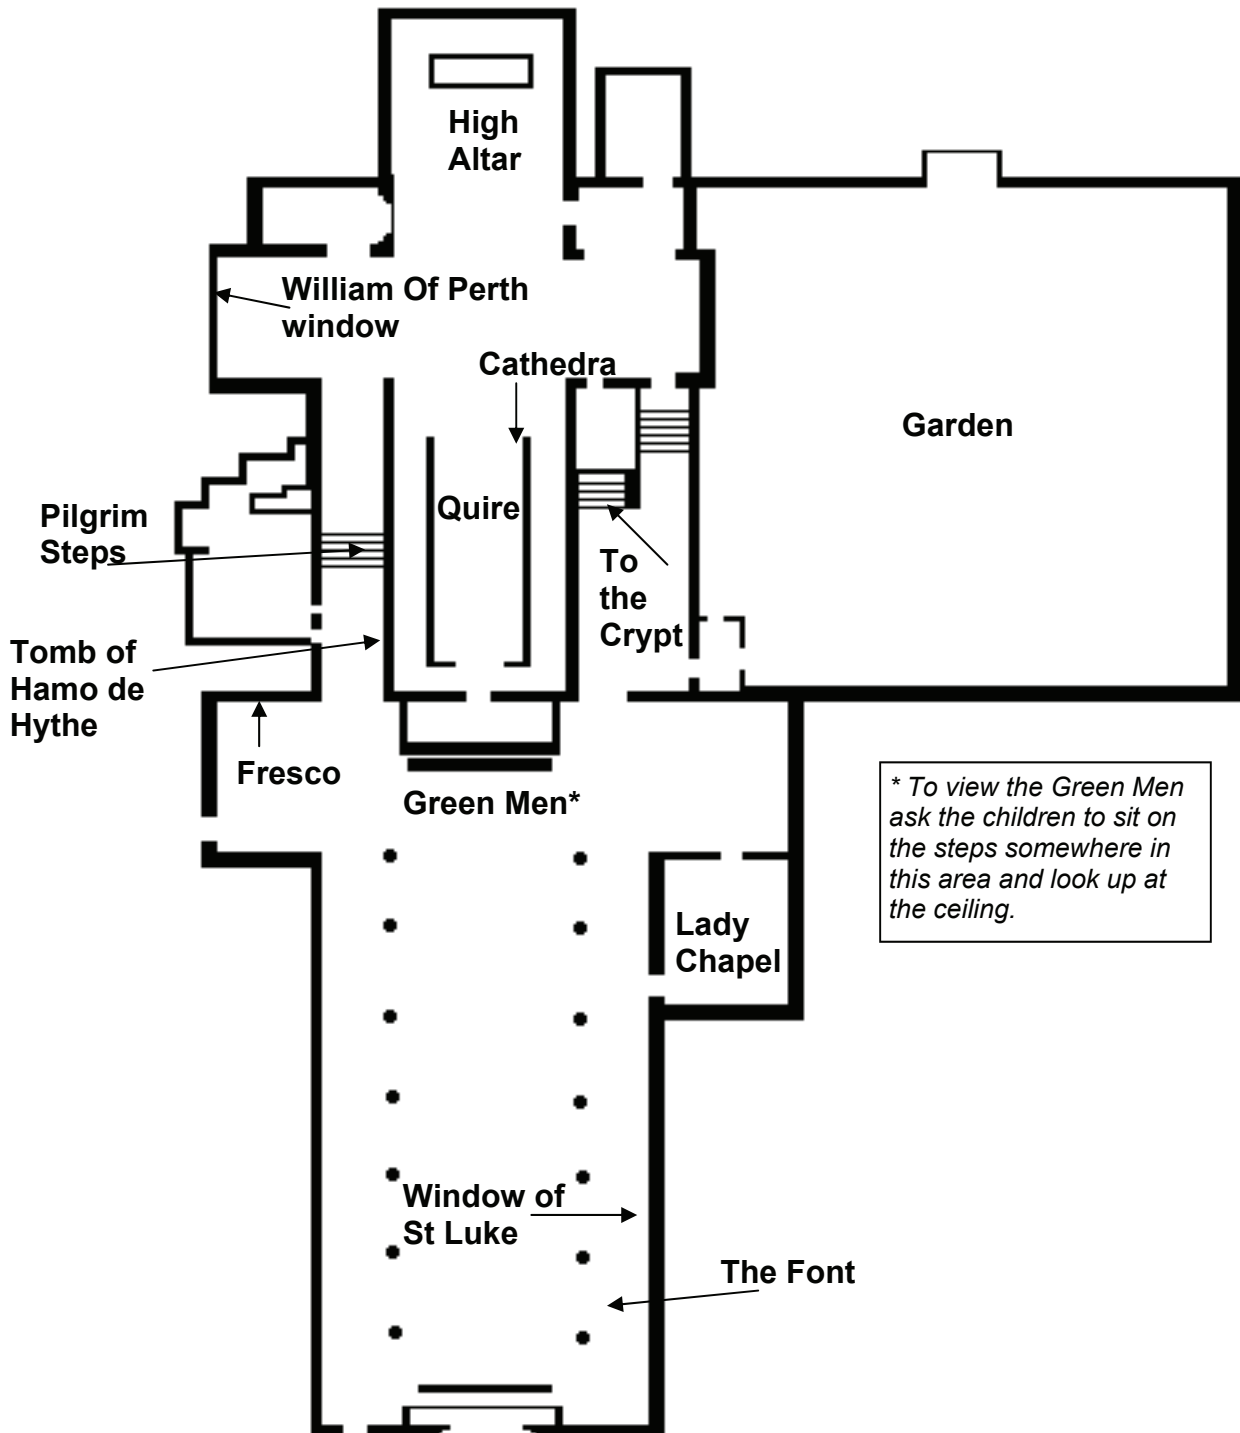 High
Altar
William Of Perth
window
Cathedra
Garden
Quire
Pilgrim
Steps
To
the
Crypt
Tomb of
Hamo de
Hythe
Fresco
Green Men*
* To view the Green Men
ask the children to sit on
the steps somewhere in
this area and look up at
the ceiling.
Lady
Chapel
Window of
St Luke
The Font